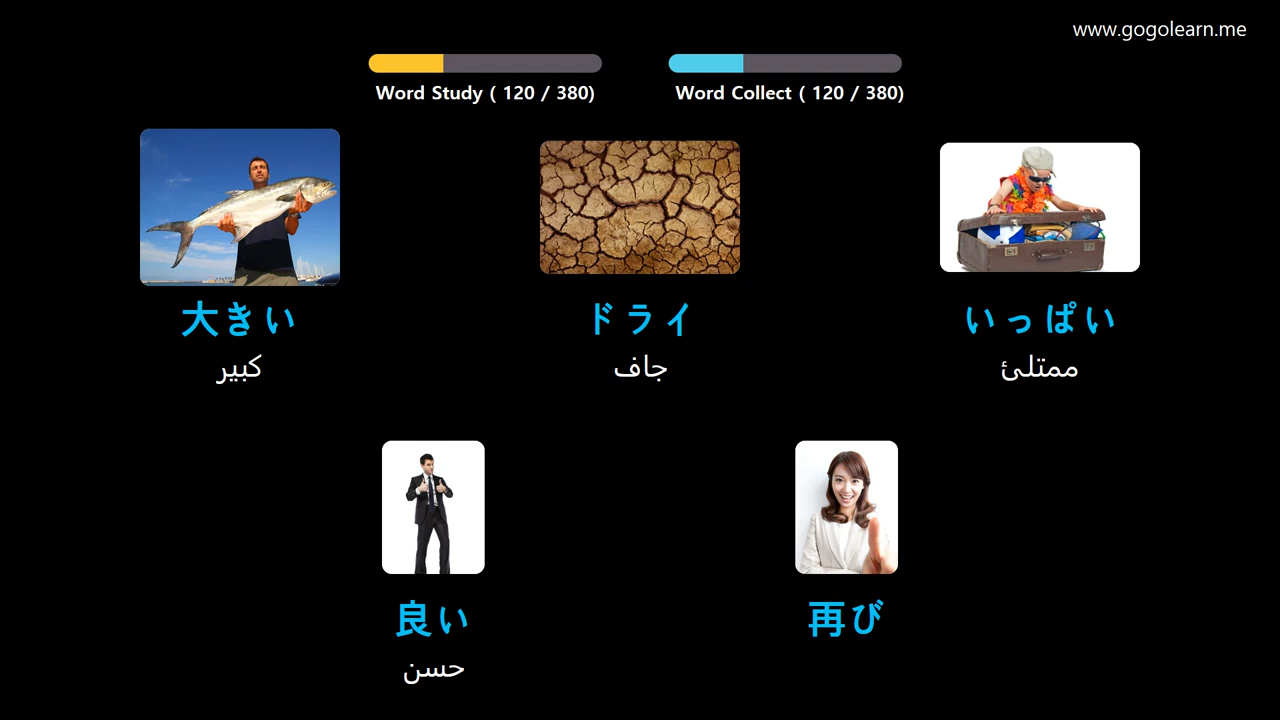 www.gogolearn.me
Word Study ( 120 / 380)
Word Collect ( 120 / 380)
大きい
كبير
ドライ
جاف
いっぱい
ممتلئ
良い
حسن
再び